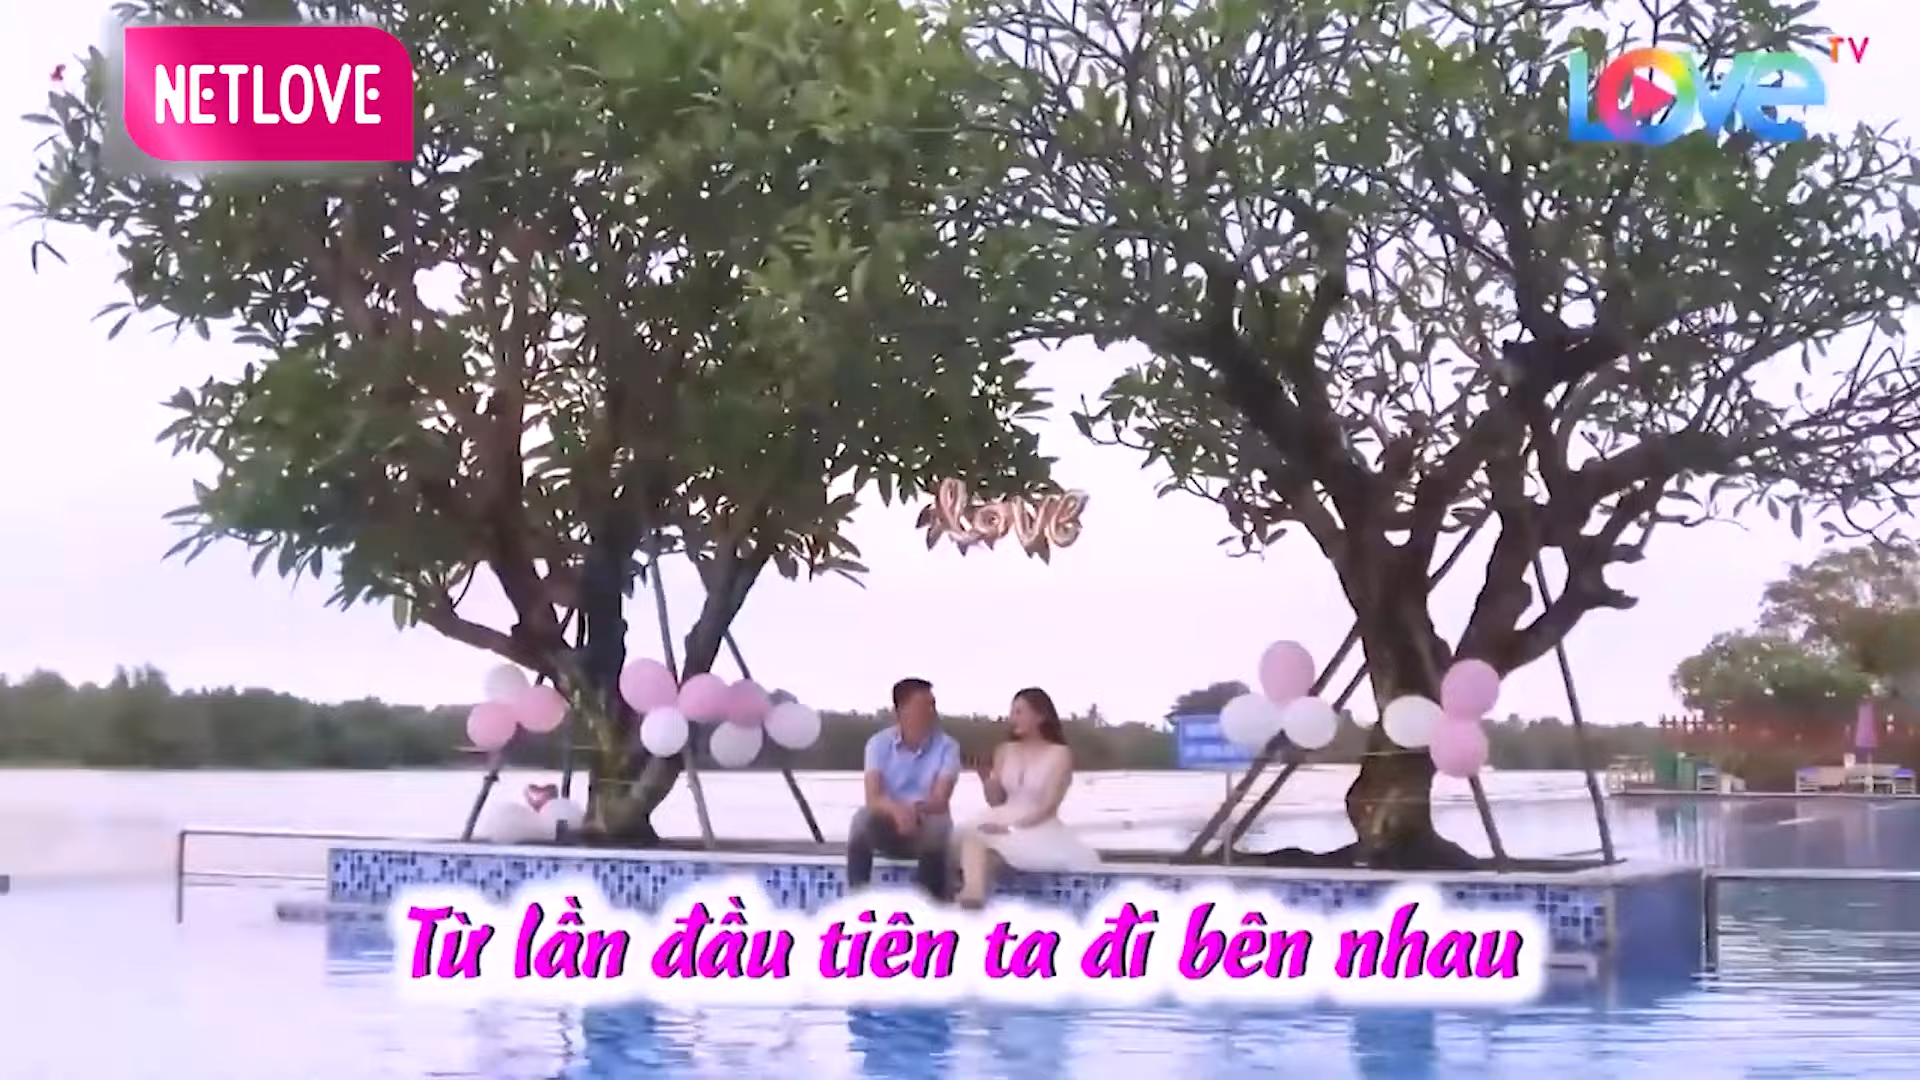 NETLOVE
LOVE TV
love
Từ lần đầu tiên ta đi bên nhau